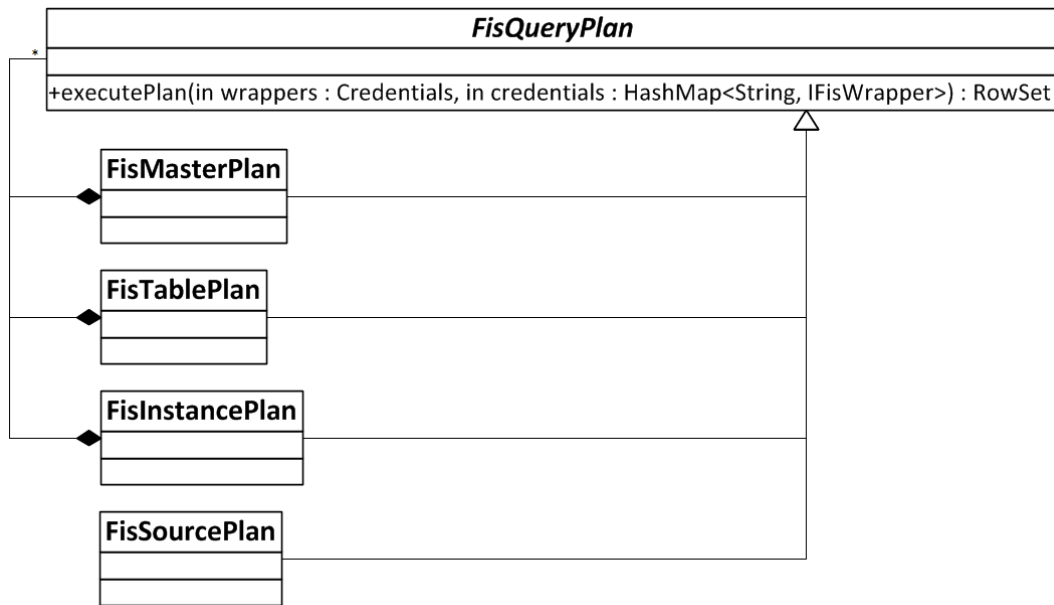 FisQueryPlan
*
+executePlan(in wrappers : Credentials, in credentials : HashMap<String, IFisWrapper>) : RowSet
FisMasterPlan
FisTablePlan
FisInstancePlan
FisSourcePlan